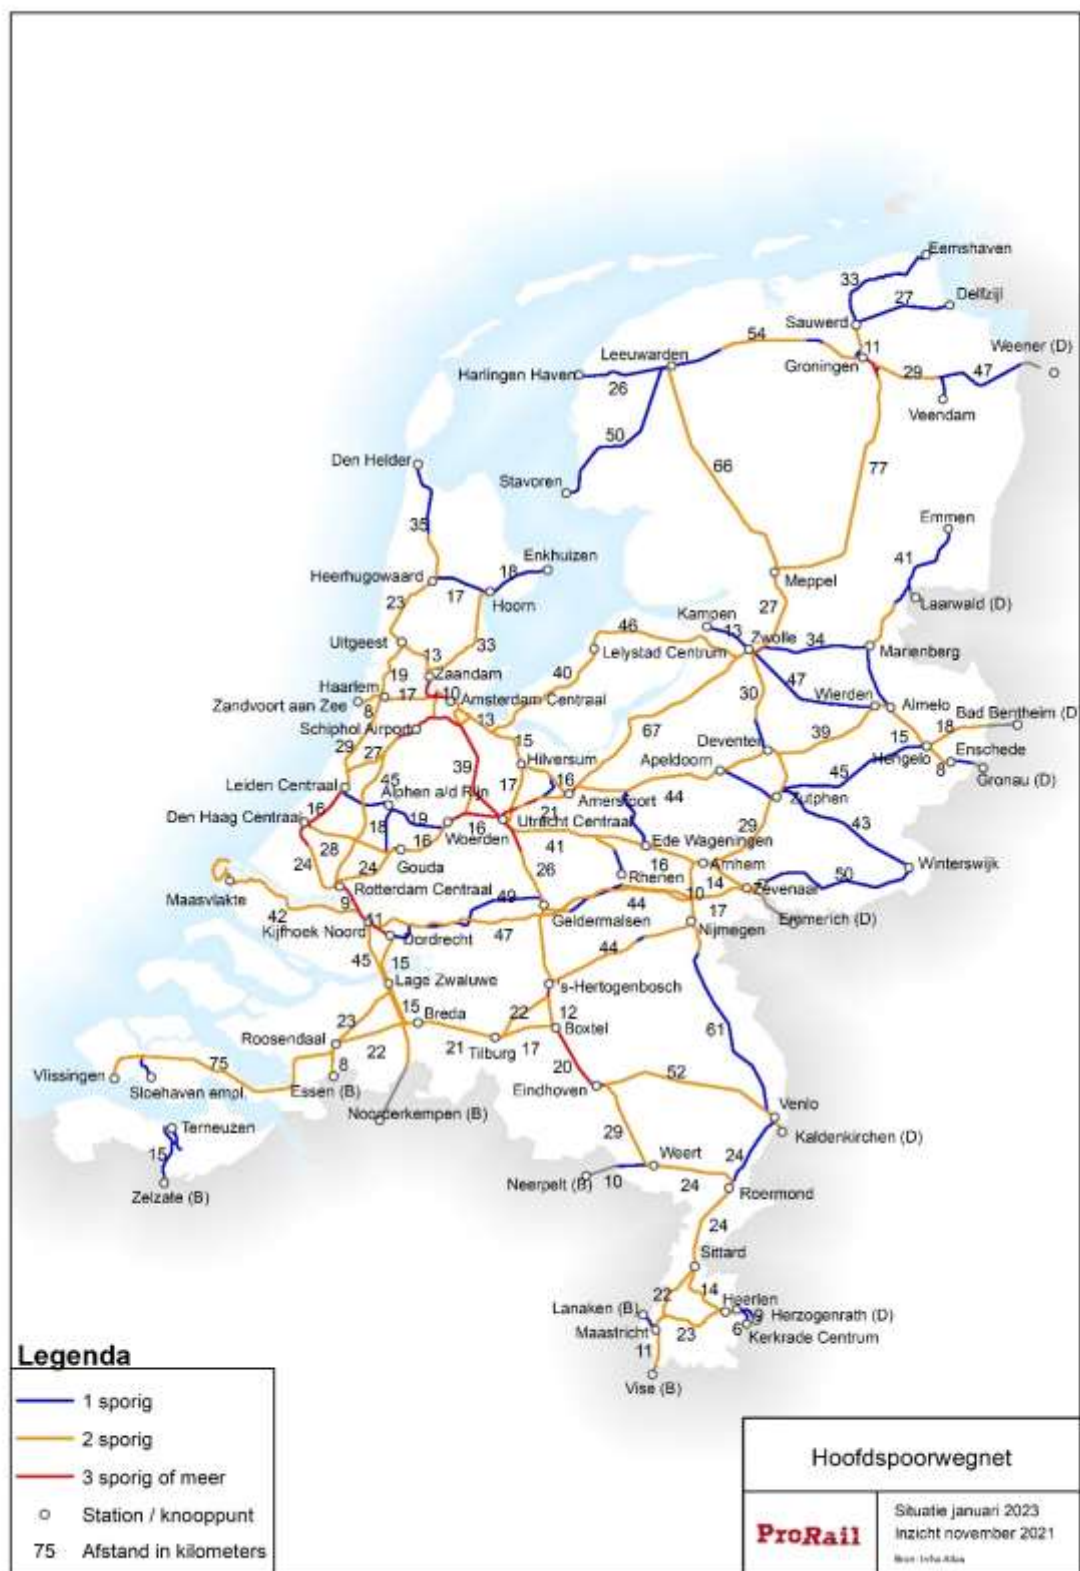 Eemshaven
33
27
Delfzijl
Sauwerd
54
11
Leeuwarden
Groningen
Weener (D)
Harlingen Haven
26
29
47
Veendam
50
66
77
Den Helder
Stavoren
35
Emmen
41
Enkhuizen
18
Heerhugowaard
17
Hoorn
Meppel
Laarwald (D)
23
27
Kampen
13
Zwolle
34
46
Uitgeest
13
33
Lelystad Centrum
Marienberg
19
Zaandam
40
47
Haarlem
17
10
Amsterdam Centraal
30
Wierden
Almelo
Zandvoort aan Zee
8
13
67
39
Bad Bentheim (D
18
Schiphol Airport
15
Deventer
15
29
27
39
Hilversum
Apeldoorn
Hengelo
Enschede
8
Gronau (D)
Leiden Centraal
45
17
16
45
Alphen a/d Rijn
Amersfoort
44
Zutphen
16
Den Haag Centraal
19
16
21
Utrecht Centraal
43
18
Woerden
29
28
16
41
Ede Wageningen
Gouda
24
24
26
16
Arnhem
Winterswijk
Rhenen
50
Rotterdam Centraal
14
Zevenaar
Maasvlakte
9
49
44
10
42
Geldermalsen
Emmerich (D)
Kijfhoek Noord
11
Dordrecht
47
17
Nijmegen
45
15
44
Lage Zwaluwe
's-Hertogenbosch
15
Breda
22
12
61
Roosendaal
23
Boxtel
22
21
Tilburg
17
75
8
20
52
Vlissingen
Sloehaven empl.
Essen (B)
Eindhoven
Noorderkempen (B)
Venlo
Terneuzen
29
Kaldenkirchen (D)
15
Weert
24
Zelzate (B)
Neerpelt (B)
10
24
Roermond
24
Sittard
22
14
Heerlen
Lanaken (B)
9
Herzogenrath (D)
Maastricht
23
6
Kerkrade Centrum
11
Vise (B)
Legenda
1 sporig
2 sporig
3 sporig of meer
Station / knooppunt
75 Afstand in kilometers
Hoofdspoorwegnet
ProRail
Situatie januari 2023
Inzicht november 2021
Bron: Infra Atlas